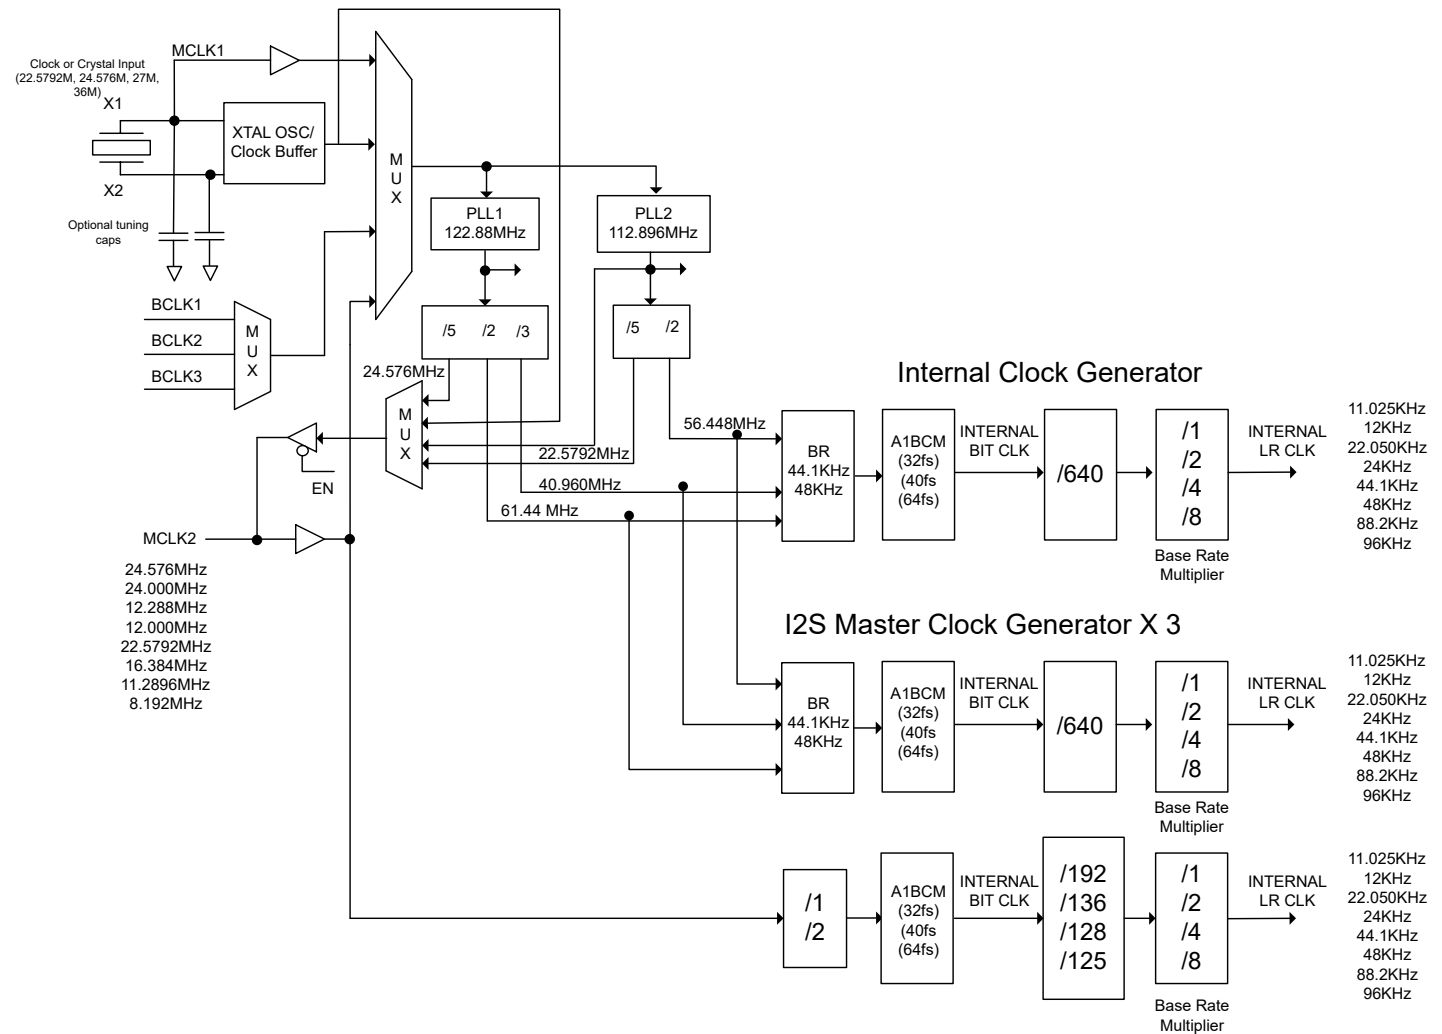 MCLK1
Clock or Crystal Input
(22.5792M, 24.576M, 27M,
36M)
X1
XTAL OSC/
Clock Buffer
X2
Optional tuning
caps
M
U
X
PLL1
122.88MHz
PLL2
112.896MHz
BCLK1
BCLK2
BCLK3
M
U
X
/5 /2 /3
/5 /2
24.576MHz
M
U
X
EN
22.5792MHz
40.960MHz
61.44 MHz
56.448MHz
MCLK2
24.576MHz
24.000MHz
12.288MHz
12.000MHz
22.5792MHz
16.384MHz
11.2896MHz
8.192MHz
Internal Clock Generator
BR
44.1KHz
48KHz
A1BCM
(32fs)
(40fs
(64fs)
INTERNAL
BIT CLK
/640
/1
/2
/4
/8
Base Rate
Multiplier
INTERNAL
LR CLK
11.025KHz
12KHz
22.050KHz
24KHz
44.1KHz
48KHz
88.2KHz
96KHz
I2S Master Clock Generator X 3
BR
44.1KHz
48KHz
A1BCM
(32fs)
(40fs
(64fs)
INTERNAL
BIT CLK
/640
/1
/2
/4
/8
Base Rate
Multiplier
INTERNAL
LR CLK
11.025KHz
12KHz
22.050KHz
24KHz
44.1KHz
48KHz
88.2KHz
96KHz
/1
/2
A1BCM
(32fs)
(40fs
(64fs)
INTERNAL
BIT CLK
/192
/136
/128
/125
/1
/2
/4
/8
Base Rate
Multiplier
INTERNAL
LR CLK
11.025KHz
12KHz
22.050KHz
24KHz
44.1KHz
48KHz
88.2KHz
96KHz